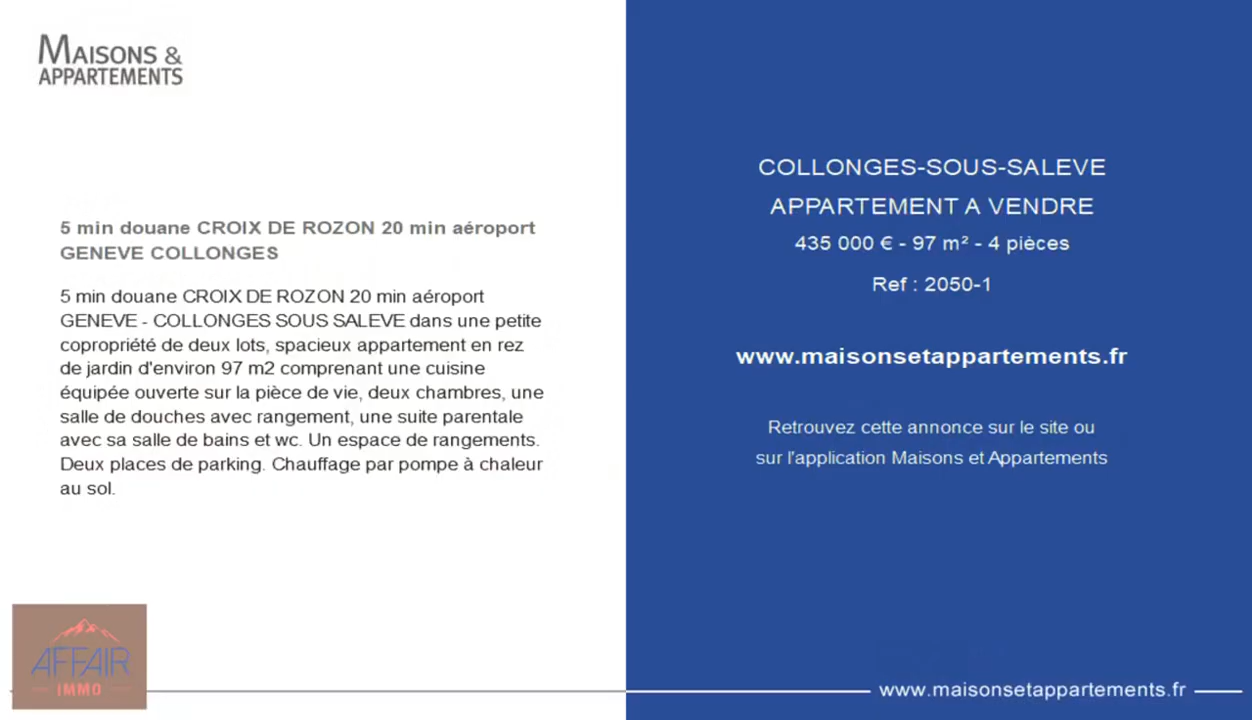 MAISONS &
APPARTEMENTS
5 min douane CROIX DE ROZON 20 min aéroport
GENEVE COLLONGES
5 min douane CROIX DE ROZON 20 min aéroport
GENEVE - COLLONGES SOUS SALEVE dans une petite
copropriété de deux lots, spacieux appartement en rez
de jardin d'environ 97 m2 comprenant une cuisine
équipée ouverte sur la pièce de vie, deux chambres, une
salle de douches avec rangement, une suite parentale
avec sa salle de bains et wc. Un espace de rangements.
Deux places de parking. Chauffage par pompe à chaleur
au sol.
AFFAIR
IMMO
COLLONGES-SOUS-SALEVE
APPARTEMENT A VENDRE
435 000 € - 97 m² - 4 pièces
Ref : 2050-1
www.maisonsetappartements.fr
Retrouvez cette annonce sur le site ou
sur l'application Maisons et Appartements
www.maisonsetappartements.fr